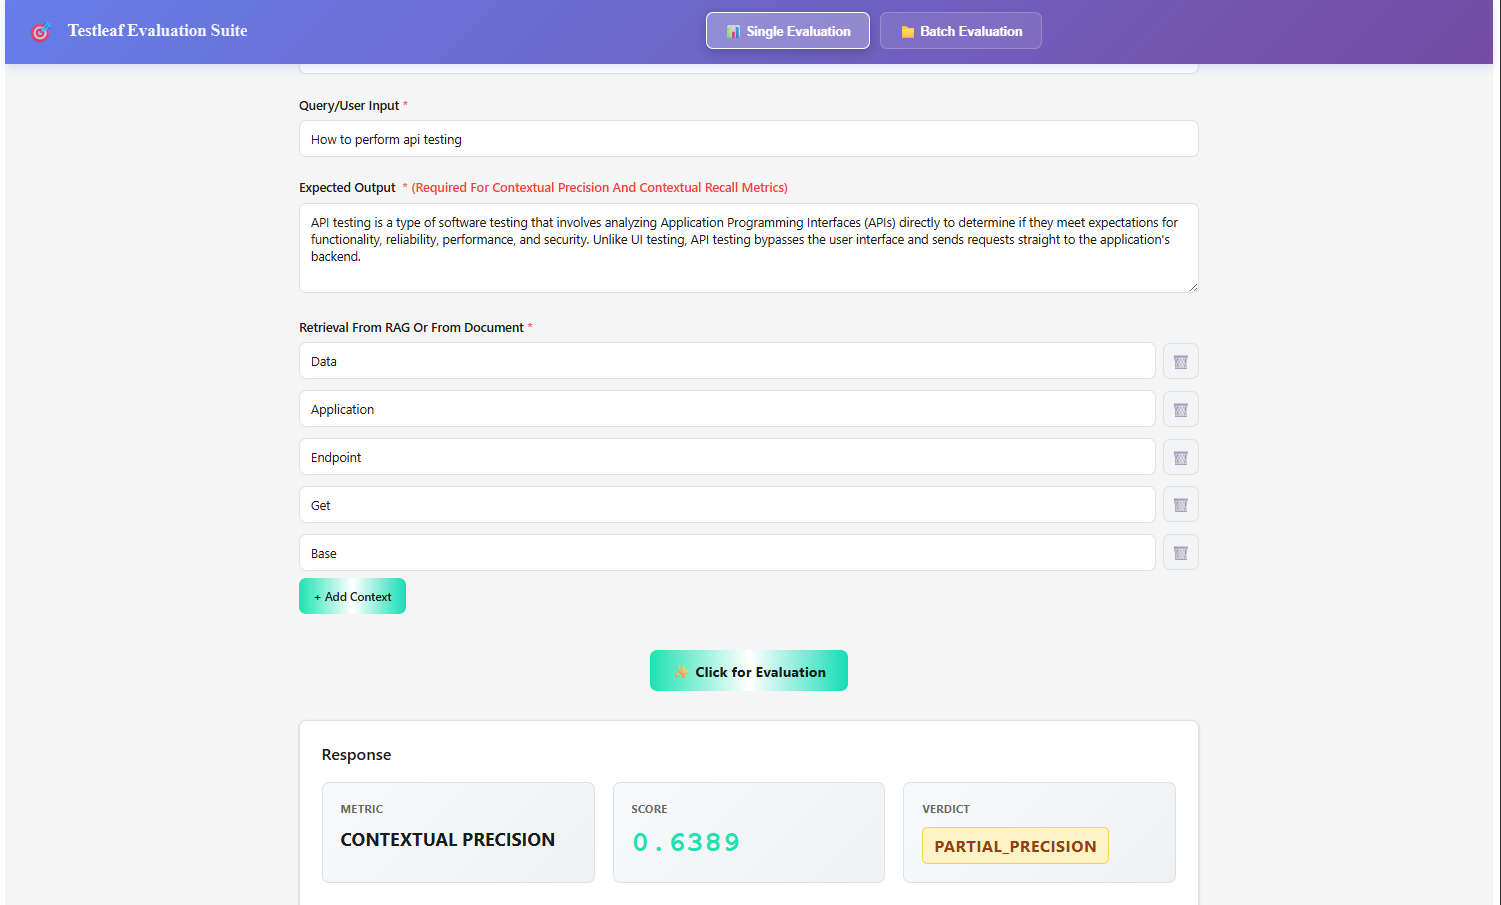 Testleaf Evaluation Suite
Single Evaluation
Batch Evaluation
Query/User Input *
How to perform api testing
Expected Output * (Required For Contextual Precision And Contextual Recall Metrics)
API testing is a type of software testing that involves analyzing Application Programming Interfaces (APIs) directly to determine if they meet expectations for
functionality, reliability, performance, and security. Unlike UI testing, API testing bypasses the user interface and sends requests straight to the application's
backend.
Retrieval From RAG Or From Document *
Data
Application
Endpoint
Get
Base
+ Add Context
✨ Click for Evaluation
Response
METRIC
CONTEXTUAL PRECISION
SCORE
0.6389
VERDICT
PARTIAL_PRECISION